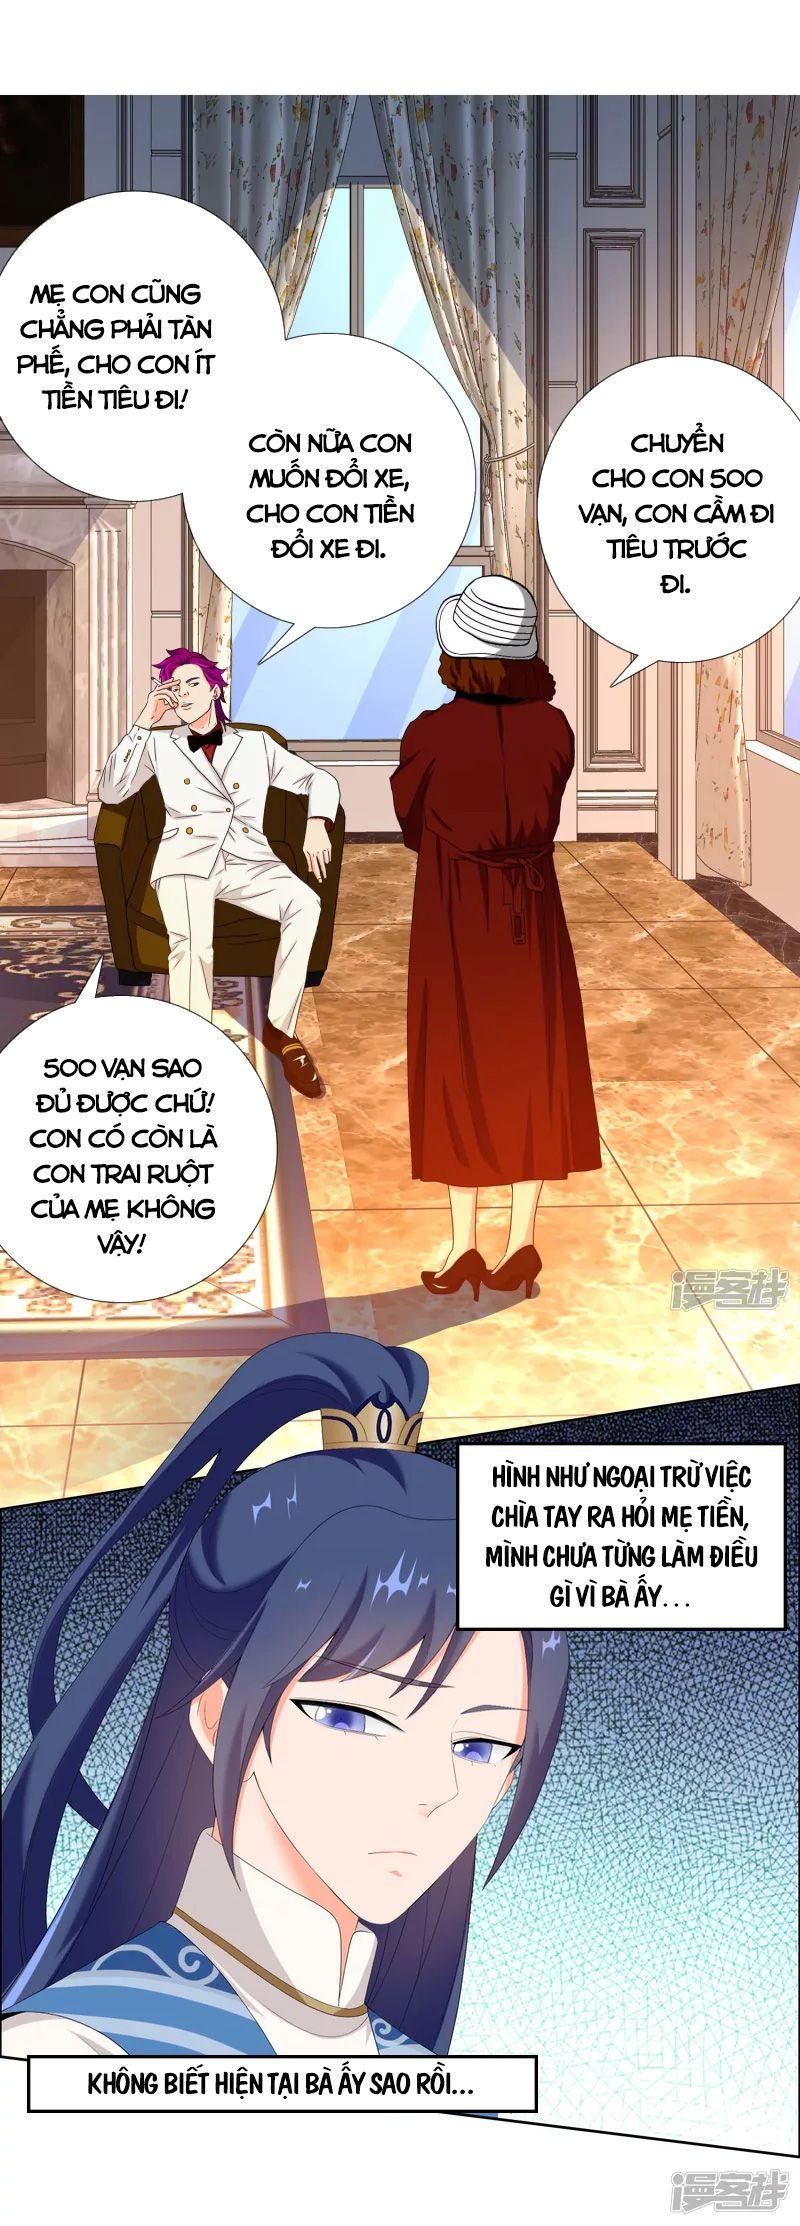 MẸ CON CŨNG
CHẲNG PHẢI TÀN
PHẾ, CHO CON ÍT
TIỀN TIÊU ĐI!
CÒN NỮA CON
MUỐN ĐỔI XE,
CHO CON TIỀN
ĐỔI XE ĐI.
CHUYỂN
CHO CON 500
VẠN, CON CẦM ĐI
TIÊU TRƯỚC
ĐI.
500 VẠN SAO
ĐỦ ĐƯỢC CHỨ!
CON CÓ CÒN LÀ
CON TRAI RUỘT
CỦA MẸ KHÔNG
VẬY!
漫客栈
HÌNH NHƯ NGOẠI TRỪ VIỆC
CHÌA TAY RA HỎI MẸ TIỀN,
MÌNH CHƯA TỪNG LÀM ĐIỀU
GÌ VÌ BÀ ẤY...
KHÔNG BIẾT HIỆN TẠI BÀ ẤY SAO RỒI...
漫客栈